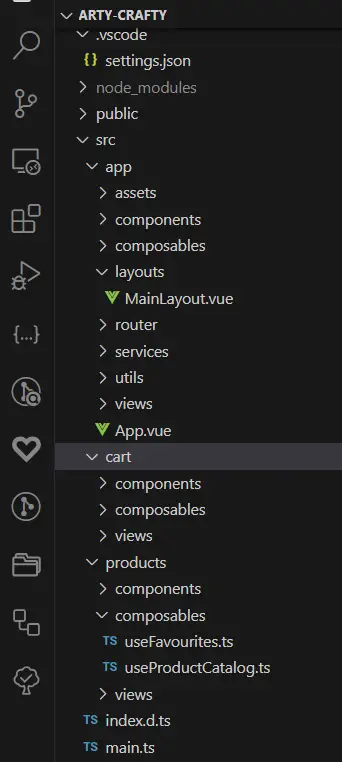 ARTY-CRAFTY
.vscode
{} settings.json
node_modules
public
src
app
assets
components
composables
layouts
MainLayout.vue
router
services
utils
views
App.vue
cart
components
composables
views
products
components
composables
TS useFavourites.ts
TS useProductCatalog.ts
views
TS index.d.ts
TS main.ts